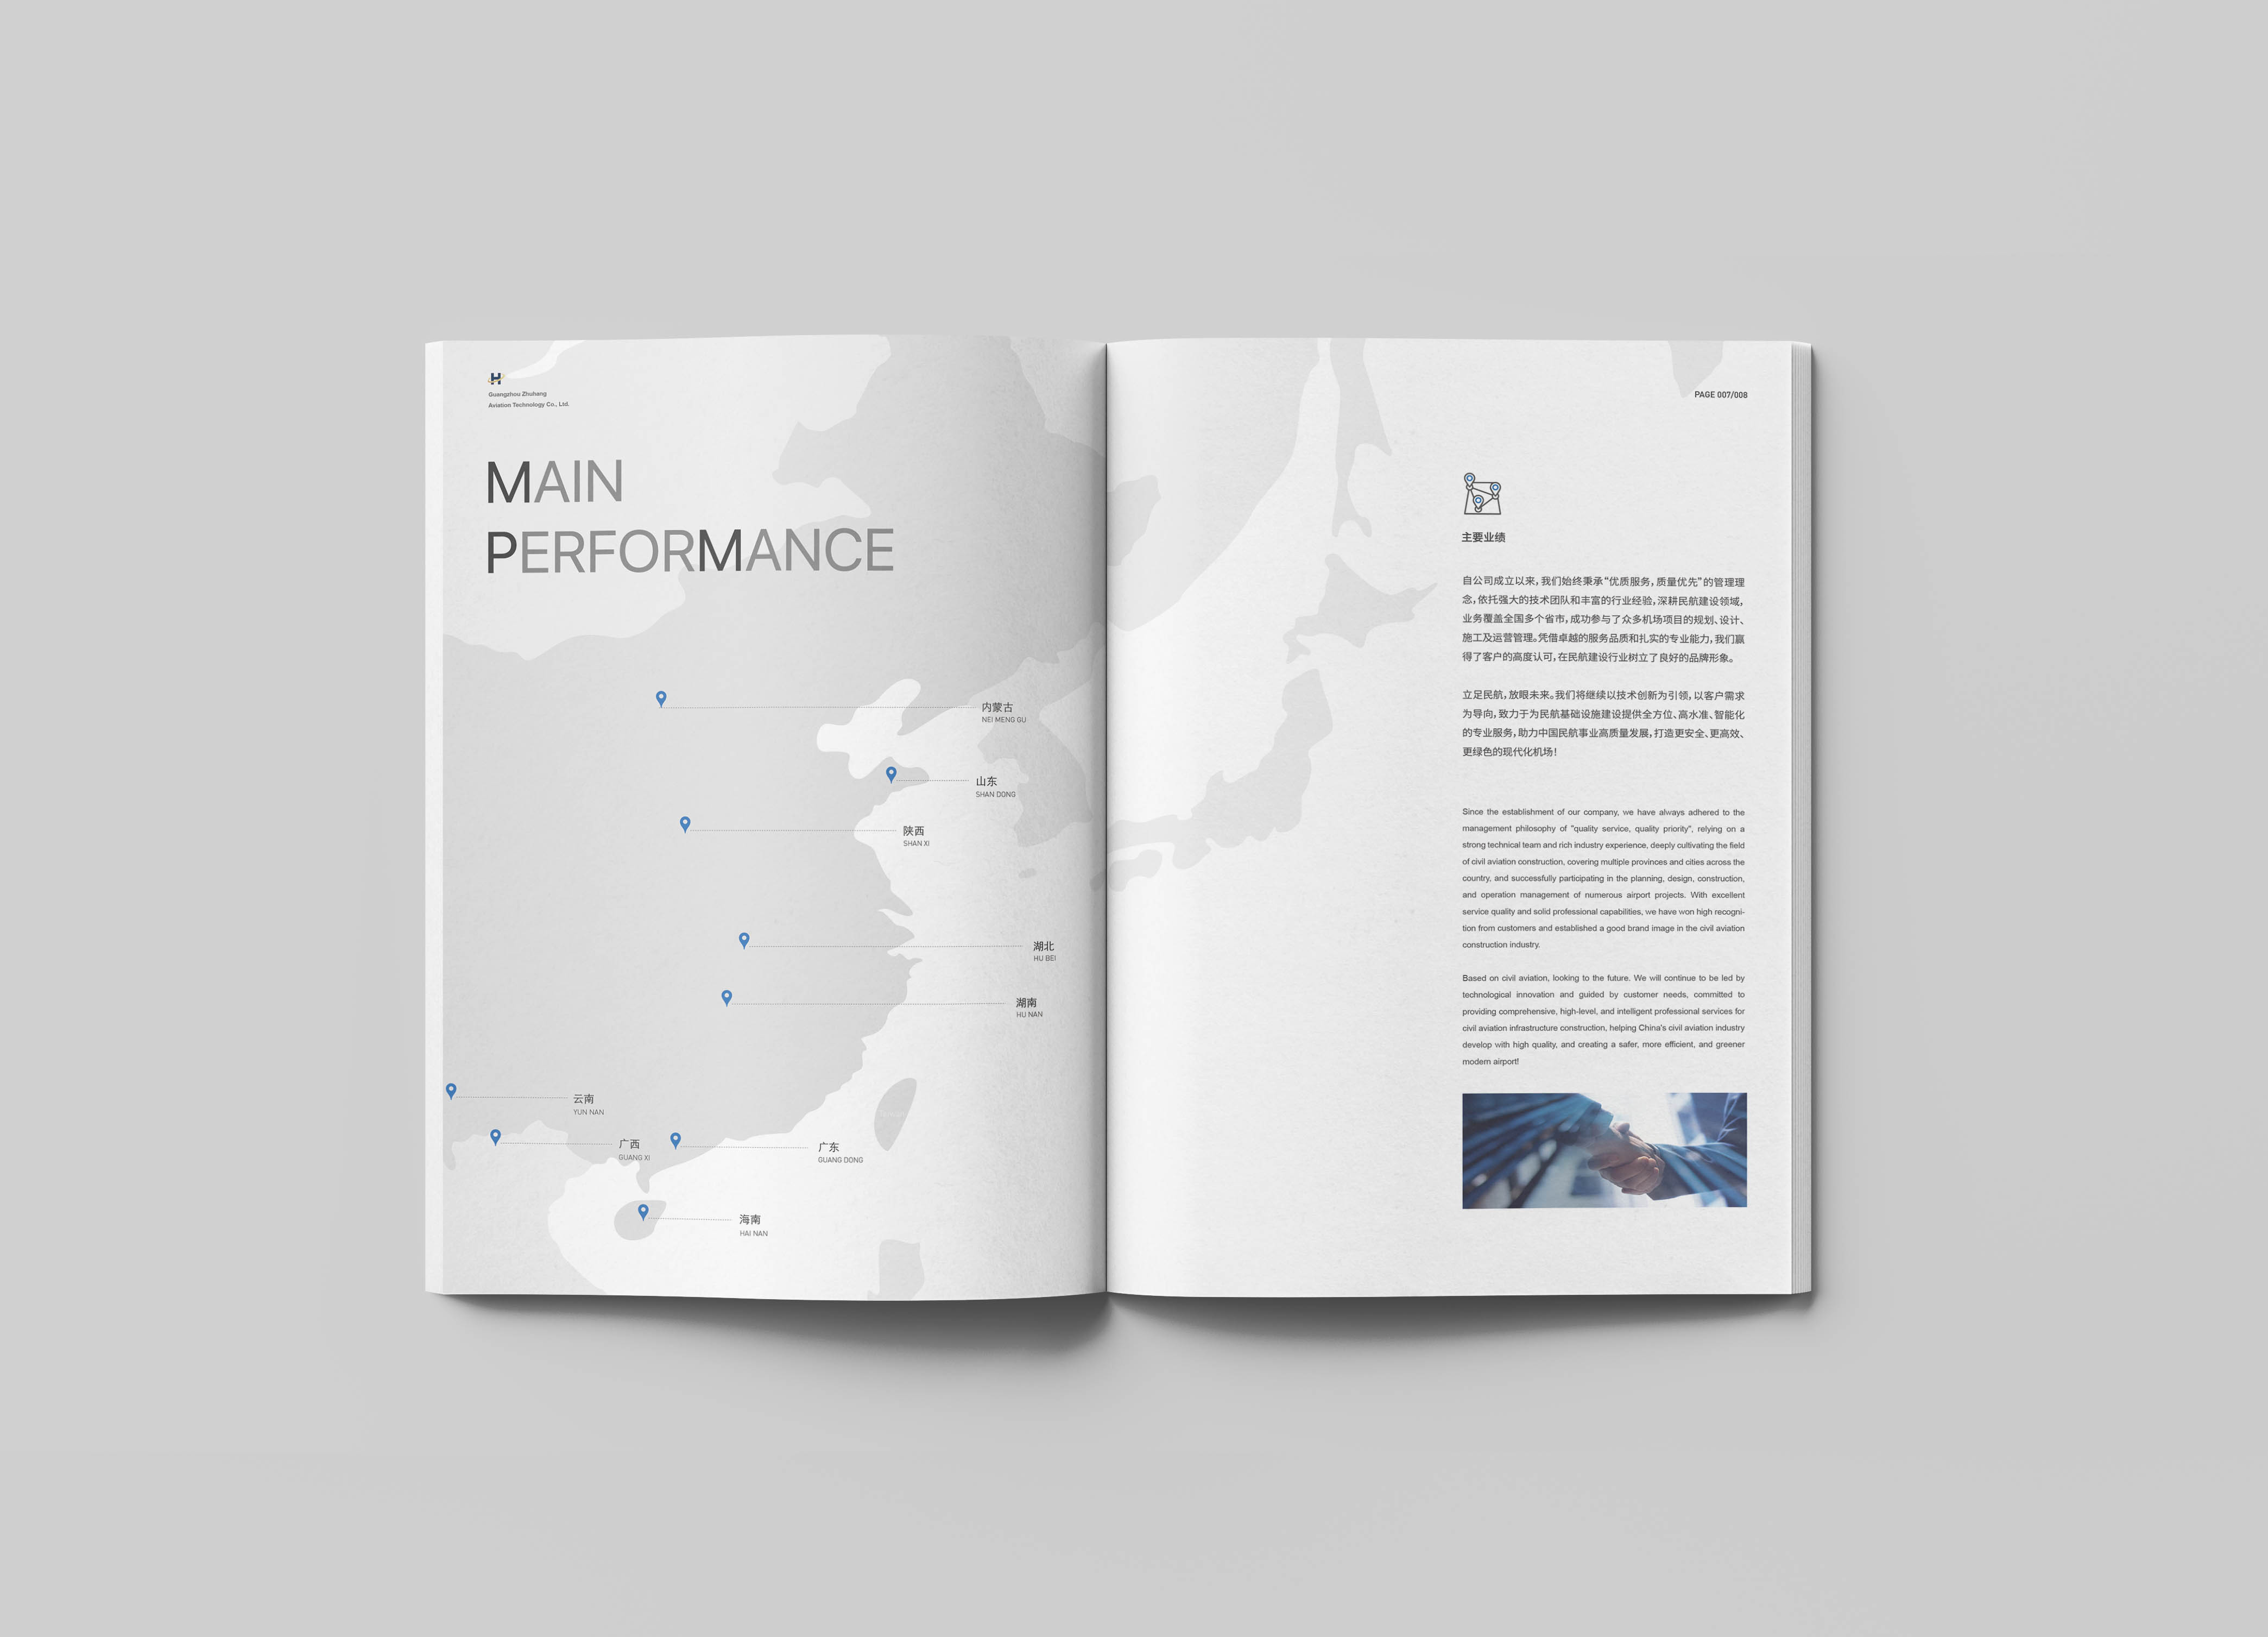 H
Guangzhou Zhuhang
Aviation Technology Co., Ltd.
MAIN
PERFORMANCE
内蒙古
NEI MENG GU
山东
SHAN DONG
陕西
SHAN XI
湖北
HU BEI
湖南
HU NAN
云南
YUN NAN
广西
GUANG XI
广东
GUANG DONG
海南
HAI NAN
PAGE 007/008
主要业绩
自公司成立以来，我们始终秉承“优质服务，质量优先”的管理理
念，依托强大的技术团队和丰富的行业经验，深耕民航建设领域，
业务覆盖全国多个省市，成功参与了众多机场项目的规划、设计、
施工及运营管理。凭借卓越的服务品质和扎实的专业能力，我们赢
得了客户的高度认可，在民航建设行业树立了良好的品牌形象。
立足民航，放眼未来。我们将继续以技术创新为引领，以客户需求
为导向，致力于为民航基础设施建设提供全方位、高水准、智能化
的专业服务，助力中国民航事业高质量发展，打造更安全、更高效、
更绿色的现代化机场！
Since the establishment of our company, we have always adhered to the
management philosophy of "quality service, quality priority", relying on a
strong technical team and rich industry experience, deeply cultivating the field
of civil aviation construction, covering multiple provinces and cities across the
country, and successfully participating in the planning, design, construction,
and operation management of numerous airport projects. With excellent
service quality and solid professional capabilities, we have won high recogni-
tion from customers and established a good brand image in the civil aviation
construction industry.
Based on civil aviation, looking to the future. We will continue to be led by
technological innovation and guided by customer needs, committed to
providing comprehensive, high-level, and intelligent professional services for
civil aviation infrastructure construction, helping China's civil aviation industry
develop with high quality, and creating a safer, more efficient, and greener
modern airport!